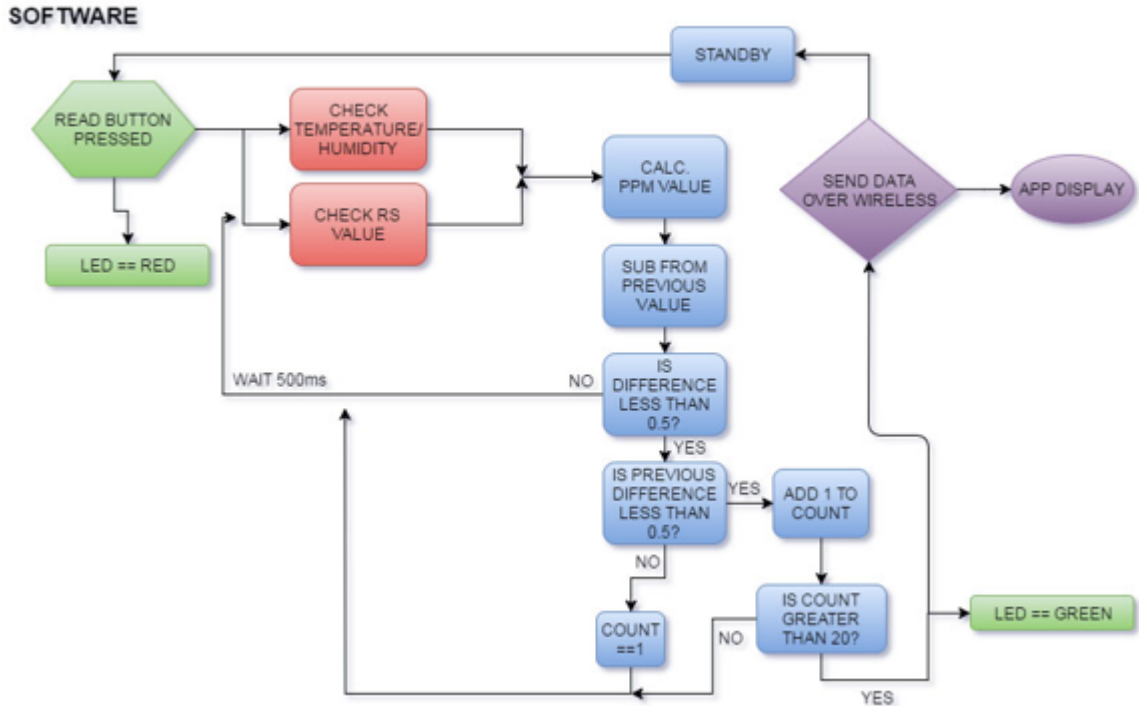 SOFTWARE
STANDBY
READ BUTTON
PRESSED
CHECK
TEMPERATURE/
HUMIDITY
CALC.
PPM VALUE
SEND DATA
OVER WIRELESS
APP DISPLAY
CHECK RS
VALUE
LED == RED
SUB FROM
PREVIOUS
VALUE
WAIT 500ms
NO
IS
DIFFERENCE
LESS THAN
0.5?
YES
IS PREVIOUS
DIFFERENCE
LESS THAN
0.5?
YES
ADD 1 TO
COUNT
NO
COUNT
==1
IS COUNT
GREATER
THAN 20?
NO
YES
LED == GREEN